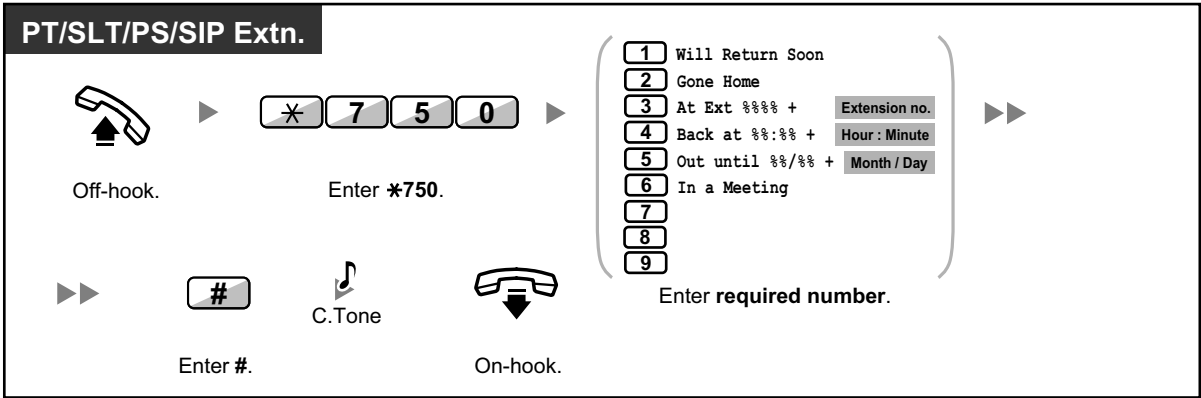 PT/SLT/PS/SIP Extn.
Off-hook.
* 7 5 0
Enter *750.
1 Will Return Soon
2 Gone Home
3 At Ext %%%% + Extension no.
4 Back at %%:%% + Hour : Minute
5 Out until %%/%% + Month / Day
6 In a Meeting
7
8
9
Enter required number.
#
Enter #.
C.Tone
On-hook.